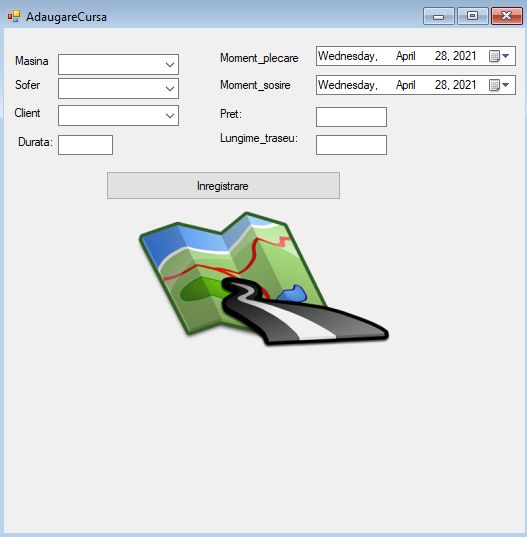 AdaugareCursa
Masina
Sofer
Client
Durata:
Moment_plecare Wednesday, April 28, 2021
Moment_sosire Wednesday, April 28, 2021
Pret:
Lungime_traseu:
Inregistrare